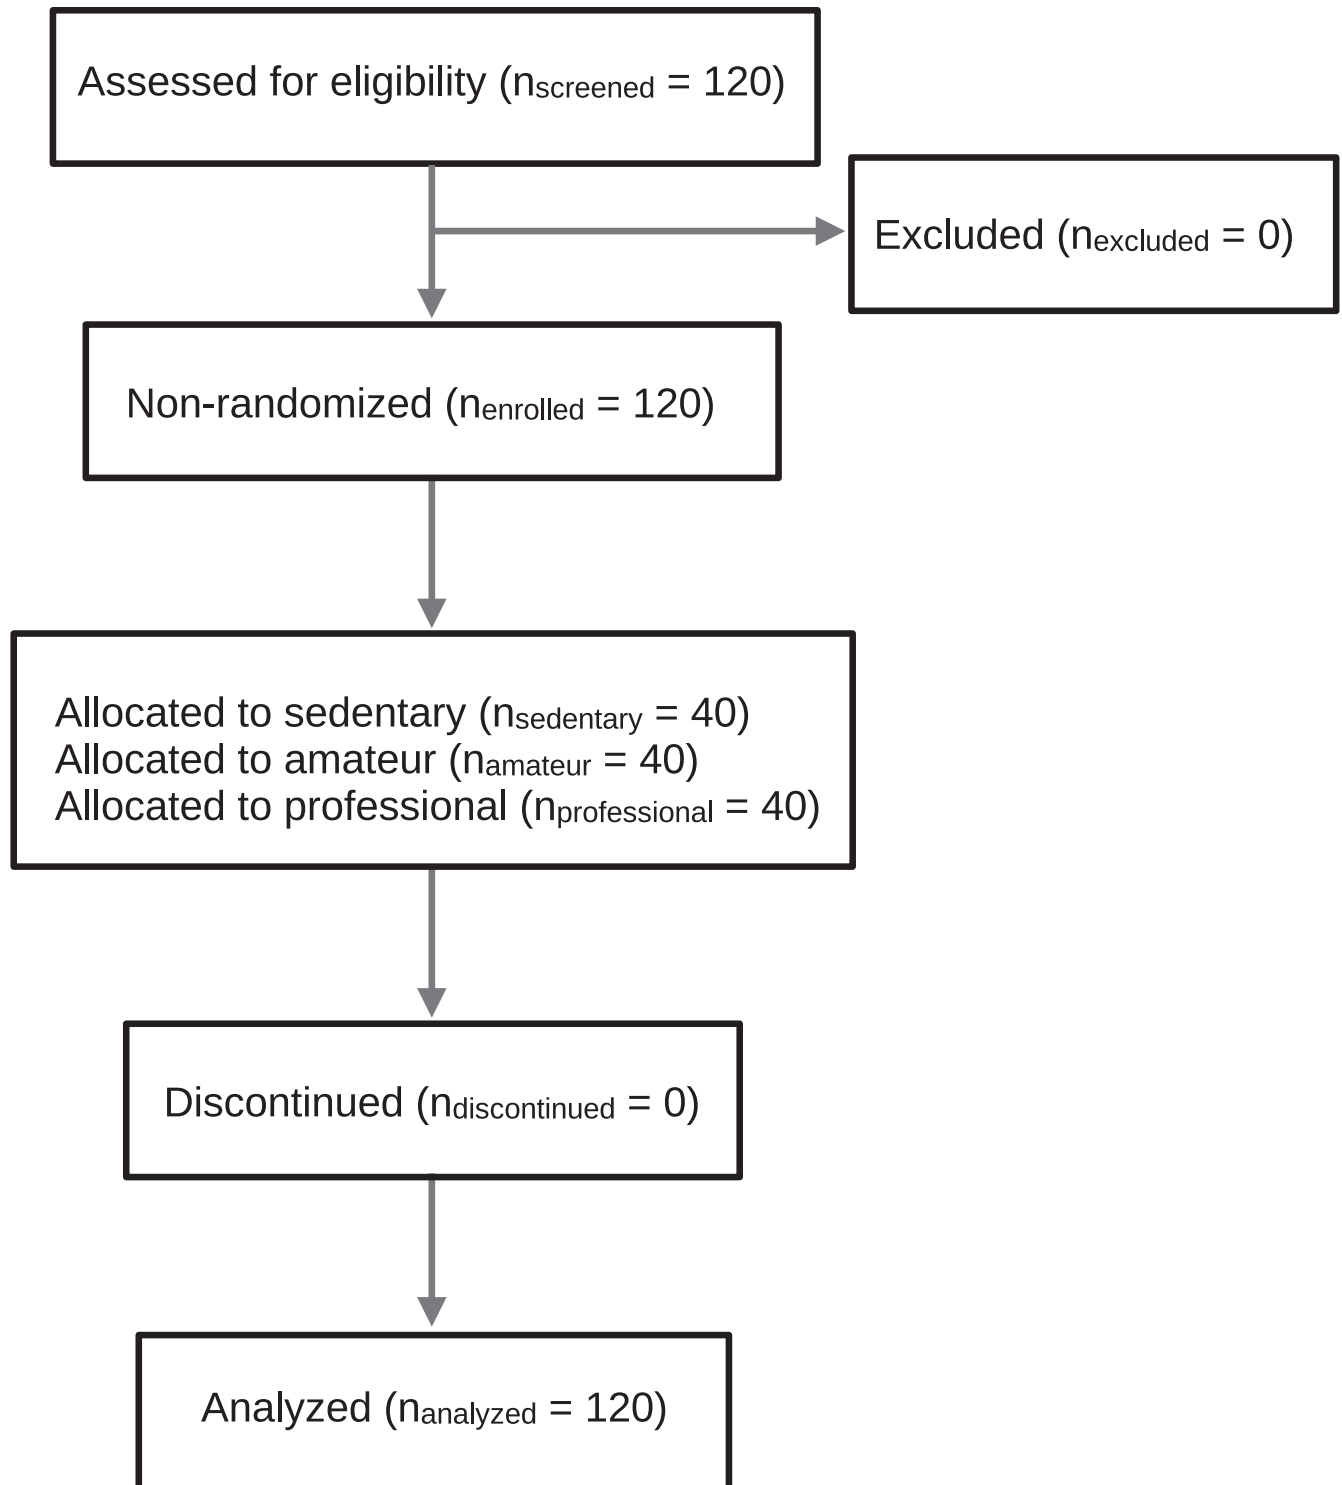 Assessed for eligibility (nscreened = 120)
Excluded (nexcluded = 0)
Non-randomized (nenrolled = 120)
Allocated to sedentary (nsedentary = 40)
Allocated to amateur (namateur = 40)
Allocated to professional (nprofessional = 40)
Discontinued (ndiscontinued = 0)
Analyzed (nanalyzed = 120)